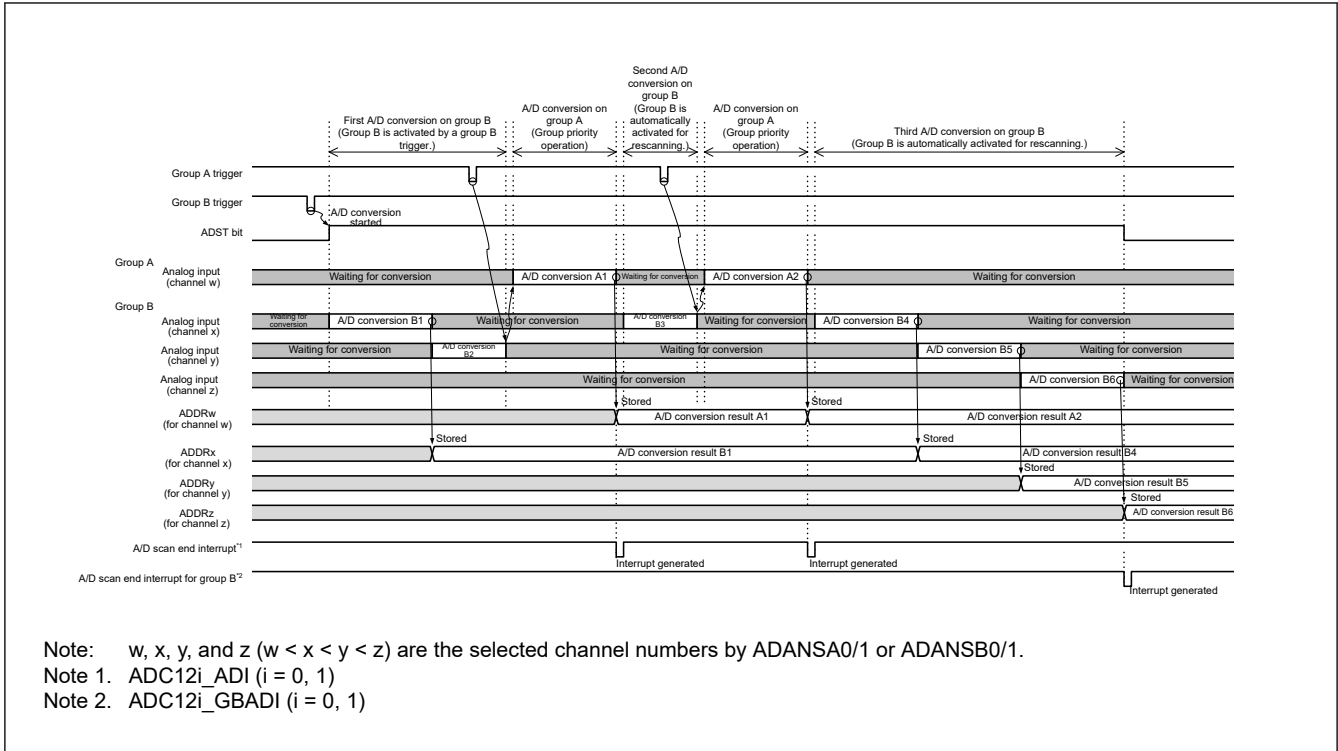 First A/D conversion on group B
(Group B is activated by a group B
trigger.)
A/D conversion on
group A
(Group priority
operation)
Second A/D
conversion on
group B
(Group B is
automatically
activated for
rescanning.)
A/D conversion on
group A
(Group priority
operation)
Third A/D conversion on group B
(Group B is automatically activated for rescanning.)
Group A trigger
Group B trigger
A/D conversion
started
ADST bit
Group A
Analog input
(channel w)
Waiting for conversion
A/D conversion A1
Waiting for conversion
A/D conversion A2
Waiting for conversion
Group B
Analog input
(channel x)
Waiting for
conversion
A/D conversion B1
Waiting for conversion
A/D conversion
B3
Waiting for conversion
A/D conversion B4
Waiting for conversion
Analog input
(channel y)
Waiting for conversion
A/D conversion
B2
Waiting for conversion
A/D conversion B5
Waiting for conversion
Analog input
(channel z)
Waiting for conversion
A/D conversion B6
Waiting for conversion
Stored
Stored
ADDRw
(for channel w)
A/D conversion result A1
A/D conversion result A2
Stored
Stored
ADDRx
(for channel x)
A/D conversion result B1
A/D conversion result B4
Stored
ADDRy
(for channel y)
A/D conversion result B5
Stored
ADDRz
(for channel z)
A/D conversion result B6
A/D scan end interrupt*1
Interrupt generated
Interrupt generated
A/D scan end interrupt for group B*2
Interrupt generated
Note: w, x, y, and z (w < x < y < z) are the selected channel numbers by ADANSA0/1 or ADANSB0/1.
Note 1. ADC12i_ADI (i = 0, 1)
Note 2. ADC12i_GBADI (i = 0, 1)